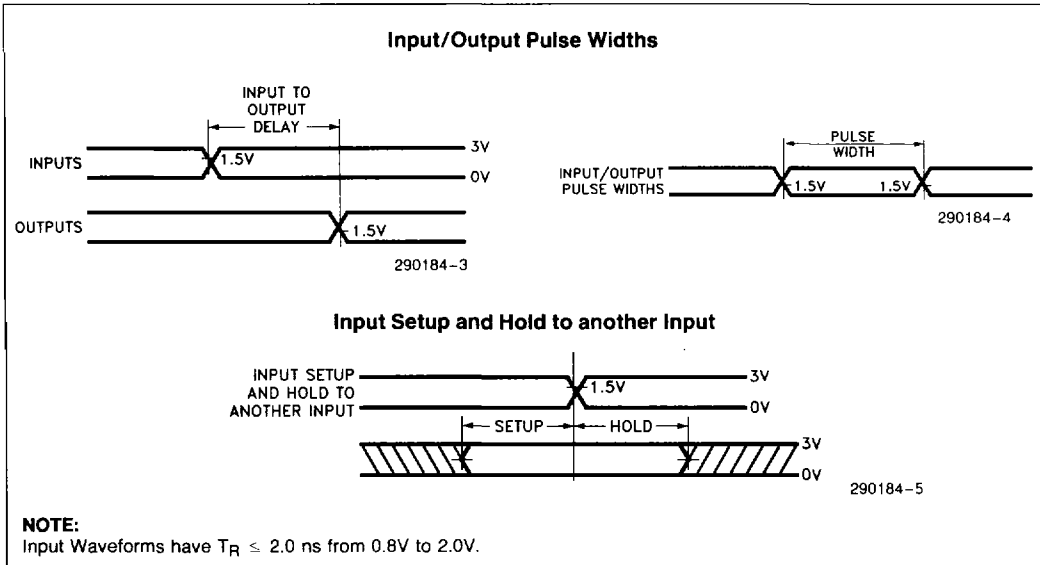 Input/Output Pulse Widths
INPUT TO
OUTPUT
DELAY
INPUTS
1.5V
3V
0V
OUTPUTS
1.5V
290184-3
PULSE
WIDTH
INPUT/OUTPUT
PULSE WIDTHS
1.5V
1.5V
290184-4
Input Setup and Hold to another Input
INPUT SETUP
AND HOLD TO
ANOTHER INPUT
1.5V
3V
0V
SETUP
HOLD
3V
0V
290184-5
NOTE:
Input Waveforms have TR ≤ 2.0 ns from 0.8V to 2.0V.